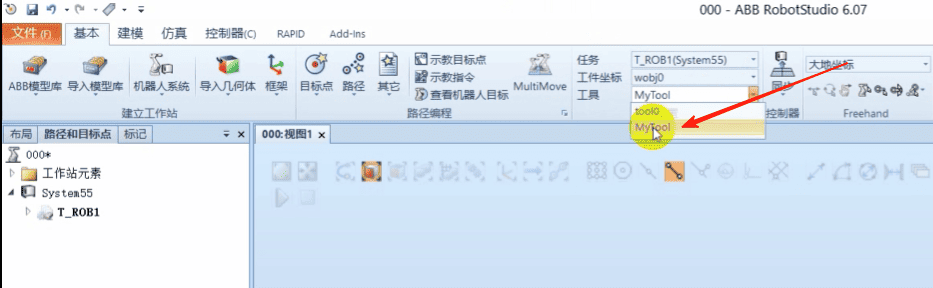 000 - ABB RobotStudio 6.07
文件(F) 基本 建模 仿真 控制器(C) RAPID Add-Ins
ABB模型库 导入模型库 机器人系统 导入几何体 框架
建立工作站
目标点 路径 其它
示教目标点
示教指令
查看机器人目标
MultiMove
路径编程
任务 T_ROB1(System55)
工件坐标 wobj0
工具 MyTool
tool0
MyTool
同步
控制器
大地坐标
Freehand
布局 路径和目标点 标记
000:视图1
000*
工作站元素
System55
T_ROB1